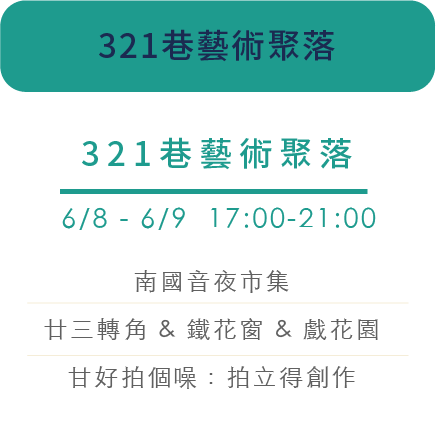 321巷藝術聚落
321巷藝術聚落
6/8 - 6/9 17:00-21:00
南國音夜市集
廿三轉角 & 鐵花窗 & 戲花園
甘好拍個噪：拍立得創作